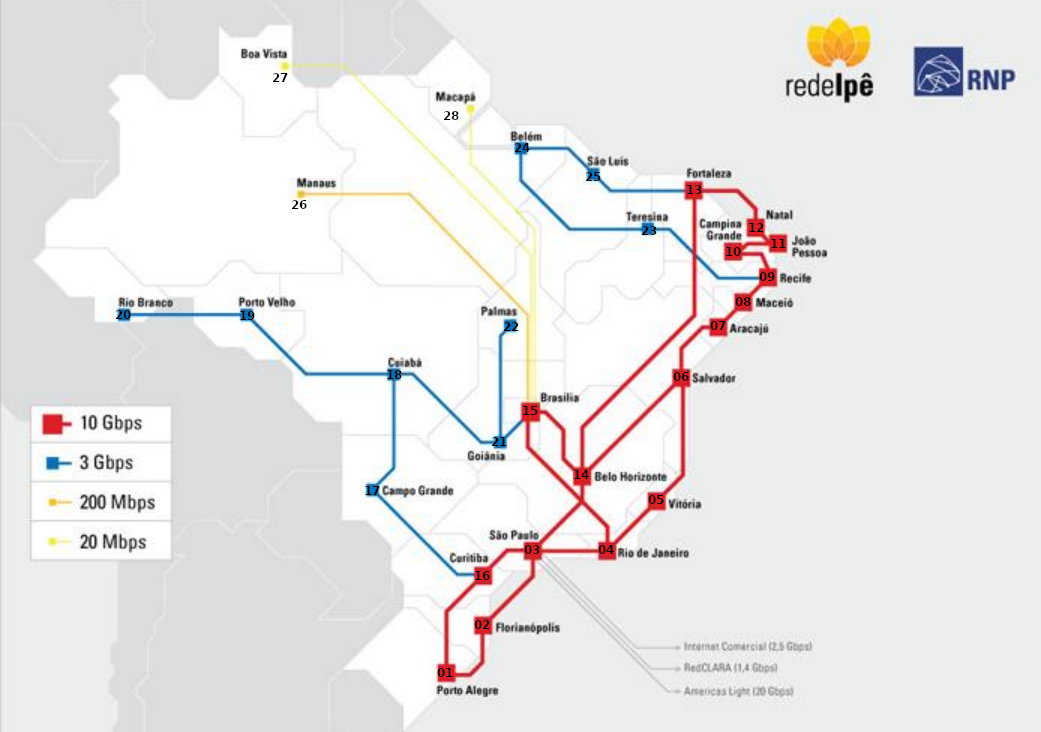 redeIpê
RNP
Boa Vista
27
Macapá
28
Belém
24
São Luís
25
Fortaleza
13
Manaus
26
Teresina
23
Campina
Grande
10
Natal
12
11
João
Pessoa
09
Recife
08
Maceió
07
Aracajú
Rio Branco
20
Porto Velho
19
Palmas
22
Cuiabá
18
06
Salvador
15
Brasília
21
Goiânia
14
Belo Horizonte
17
Campo Grande
05
Vitória
São Paulo
03
04
Rio de Janeiro
Curitiba
16
02
Florianópolis
01
Porto Alegre
10 Gbps
3 Gbps
200 Mbps
20 Mbps
Internet Comercial (2,5 Gbps)
RedCLARA (1,4 Gbps)
Americas Light (20 Gbps)